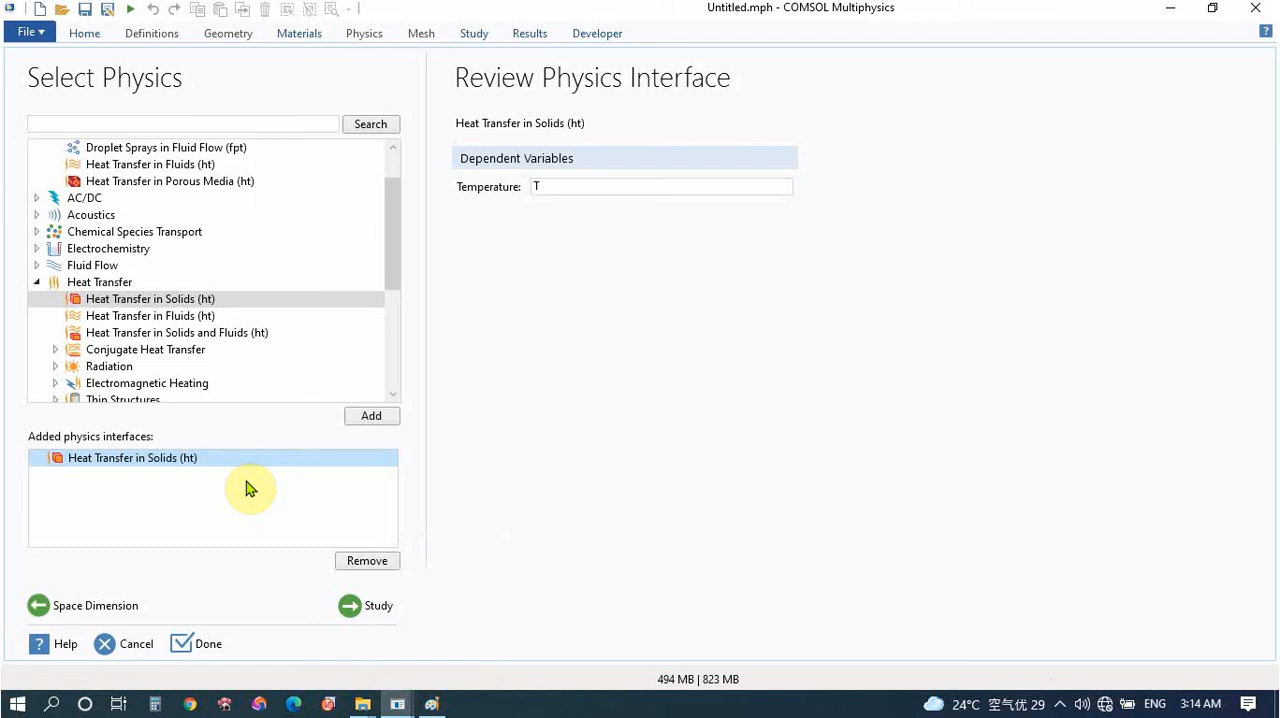 Untitled.mph - COMSOL Multiphysics
File Home Definitions Geometry Materials Physics Mesh Study Results Developer
Select Physics
Search
Droplet Sprays in Fluid Flow (fpt)
Heat Transfer in Fluids (ht)
Heat Transfer in Porous Media (ht)
AC/DC
Acoustics
Chemical Species Transport
Electrochemistry
Fluid Flow
Heat Transfer
Heat Transfer in Solids (ht)
Heat Transfer in Fluids (ht)
Heat Transfer in Solids and Fluids (ht)
Conjugate Heat Transfer
Radiation
Electromagnetic Heating
Thin Structures
Add
Added physics interfaces:
Heat Transfer in Solids (ht)
Remove
Space Dimension
Study
Help
Cancel
Done
Review Physics Interface
Heat Transfer in Solids (ht)
Dependent Variables
Temperature: T
494 MB | 823 MB
24°C 空气优 29 ENG 3:14 AM